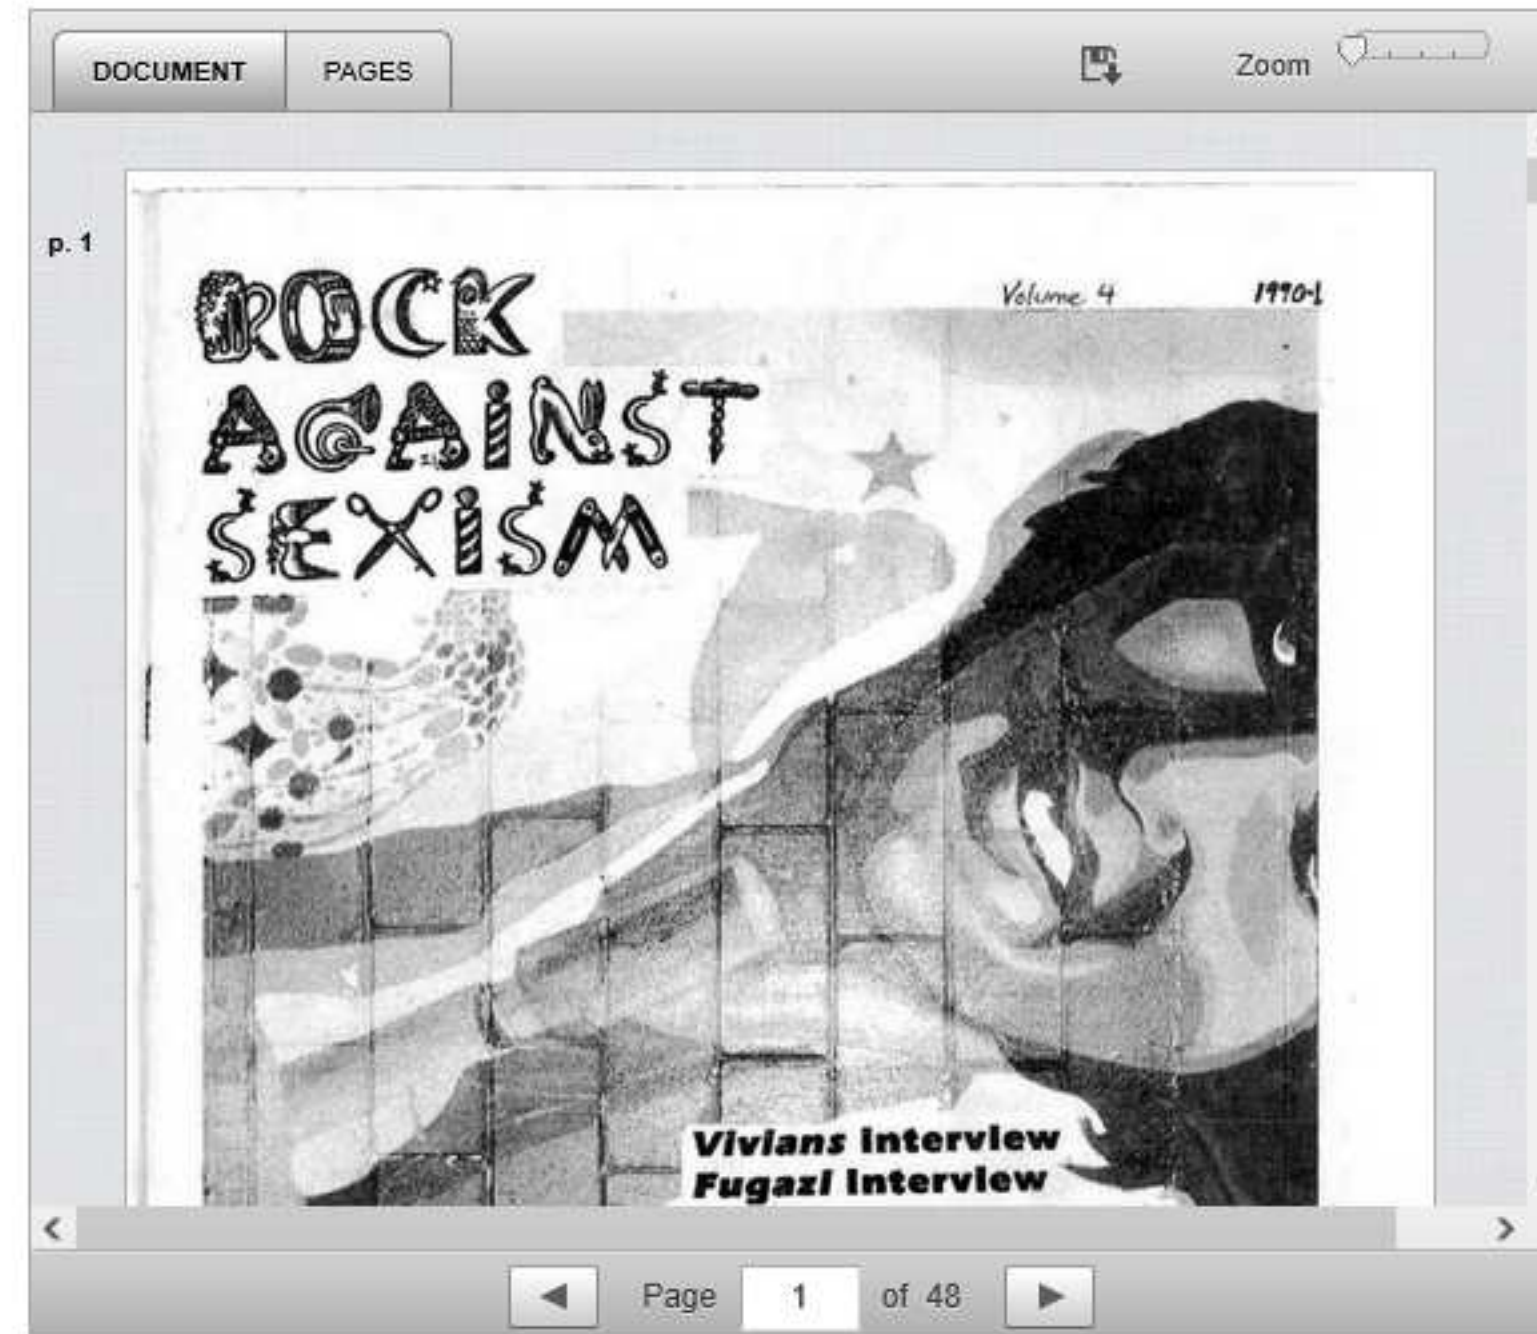 DOCUMENT PAGES Zoom
p. 1
Volume 4 1990-1
ROCK
AGAINST
SEXISM
Vivians interview
Fugazi interview
Page 1 of 48